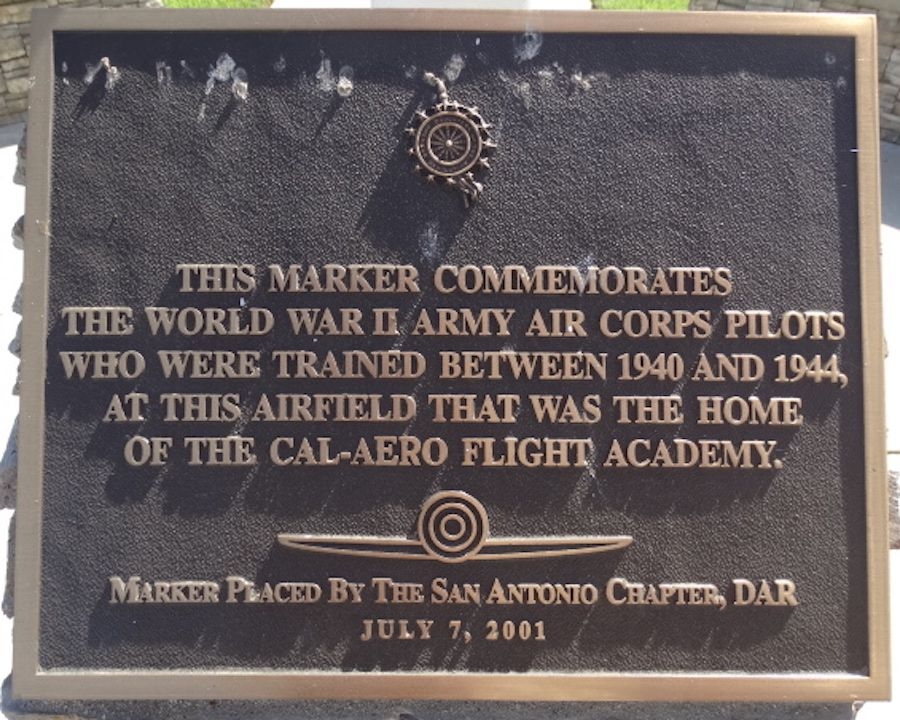 THIS MARKER COMMEMORATES
THE WORLD WAR II ARMY AIR CORPS PILOTS
WHO WERE TRAINED BETWEEN 1940 AND 1944,
AT THIS AIRFIELD THAT WAS THE HOME
OF THE CAL-AERO FLIGHT ACADEMY.
MARKER PLACED BY THE SAN ANTONIO CHAPTER, DAR
JULY 7, 2001